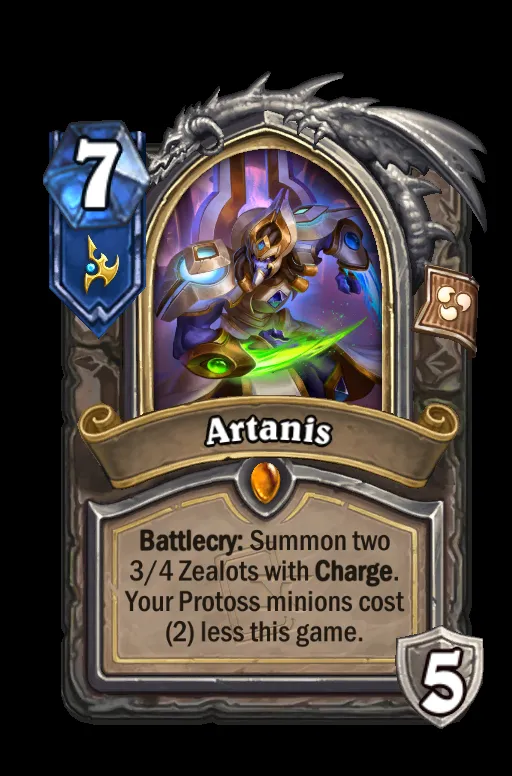 7
Artanis
Battlecry: Summon two
3/4 Zealots with Charge.
Your Protoss minions cost
(2) less this game.
5